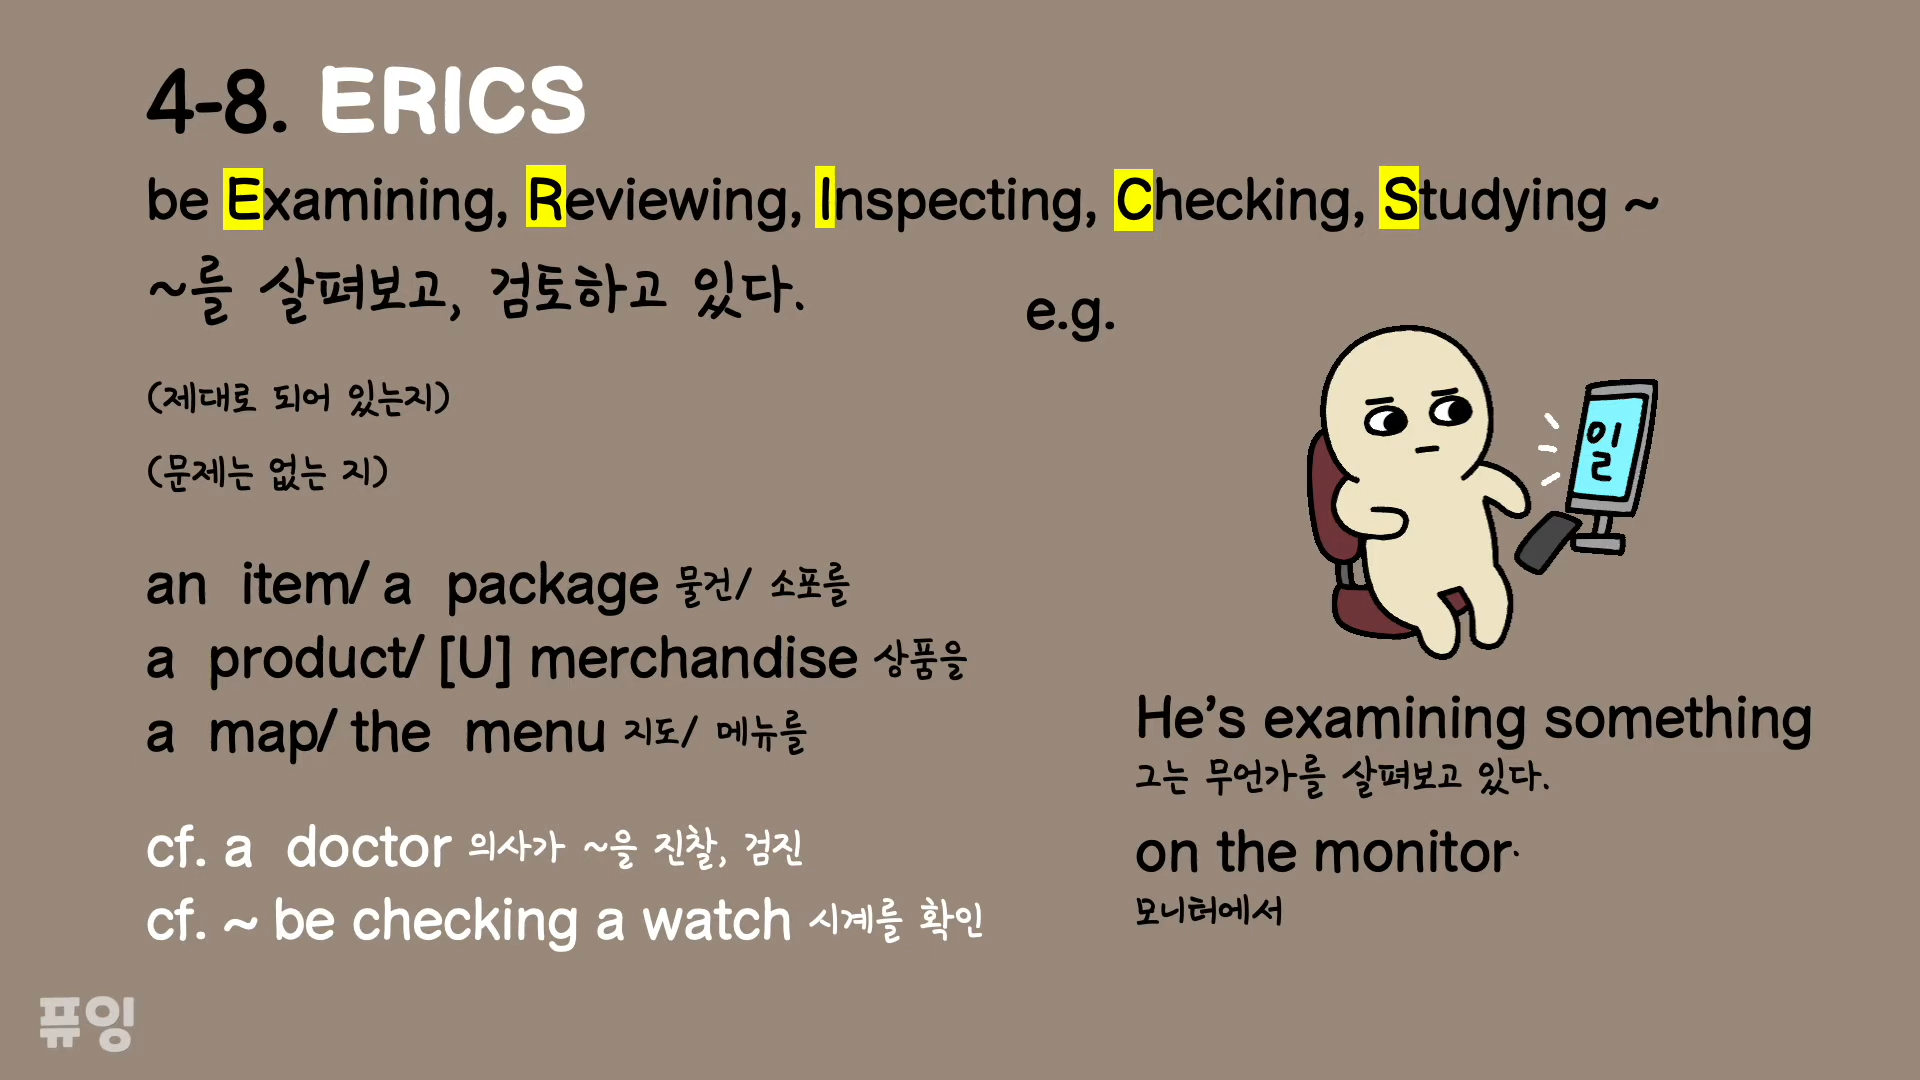 4-8. ERICS
be Examining, Reviewing, Inspecting, Checking, Studying ~
~를 살펴보고, 검토하고 있다.
(제대로 되어 있는지)
(문제는 없는 지)
an item/ a package 물건/ 소포를
a product/ [U] merchandise 상품을
a map/ the menu 지도/ 메뉴를
cf. a doctor 의사가 ~을 진찰, 검진
cf. ~ be checking a watch 시계를 확인
e.g.
일
He's examining something
그는 무언가를 살펴보고 있다.
on the monitor.
모니터에서
퓨잉